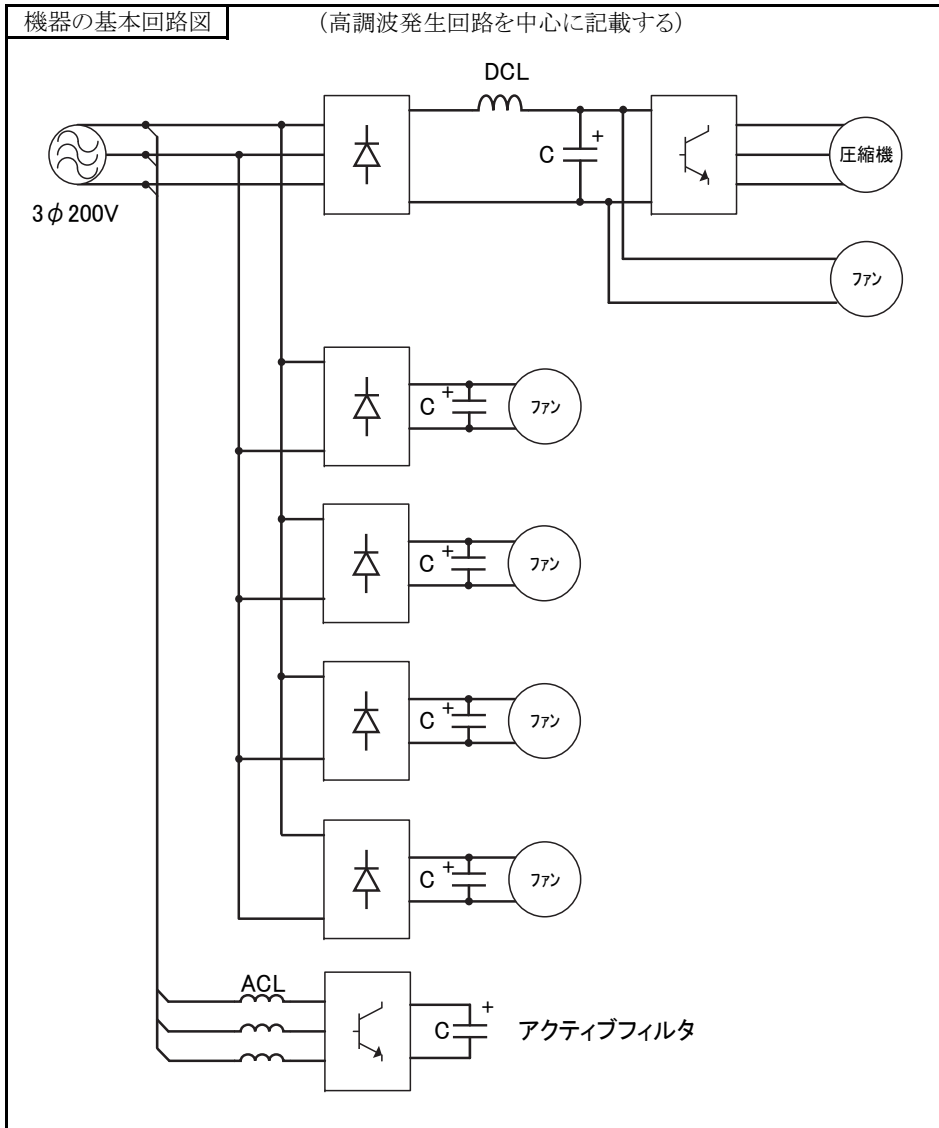 機器の基本回路図
(高調波発生回路を中心に記載する)
DCL
C
+
圧縮機
3φ200V
ファン
C
+
ファン
C
+
ファン
C
+
ファン
C
+
ファン
ACL
C
+
アクティブフィルタ